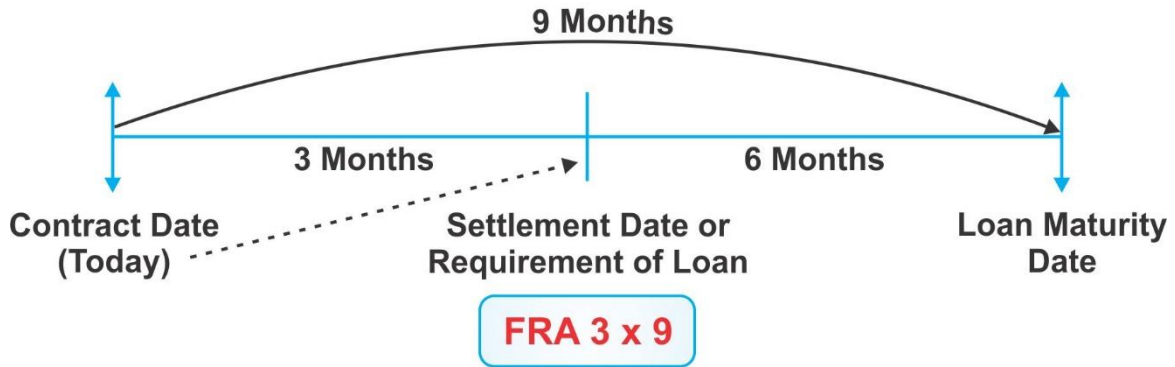 9 Months
3 Months
6 Months
Contract Date
(Today)
Settlement Date or
Requirement of Loan
Loan Maturity
Date
FRA 3 x 9